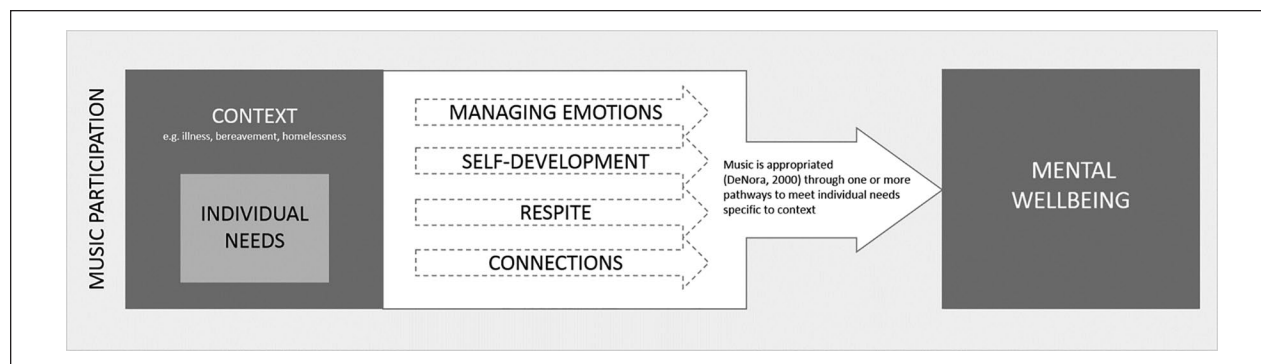 MUSIC PARTICIPATION
CONTEXT
e.g. illness, bereavement, homelessness
INDIVIDUAL
NEEDS
MANAGING EMOTIONS
SELF-DEVELOPMENT
RESPITE
CONNECTIONS
Music is appropriated
(DeNora, 2000) through one or more
pathways to meet individual needs
specific to context
MENTAL
WELLBEING